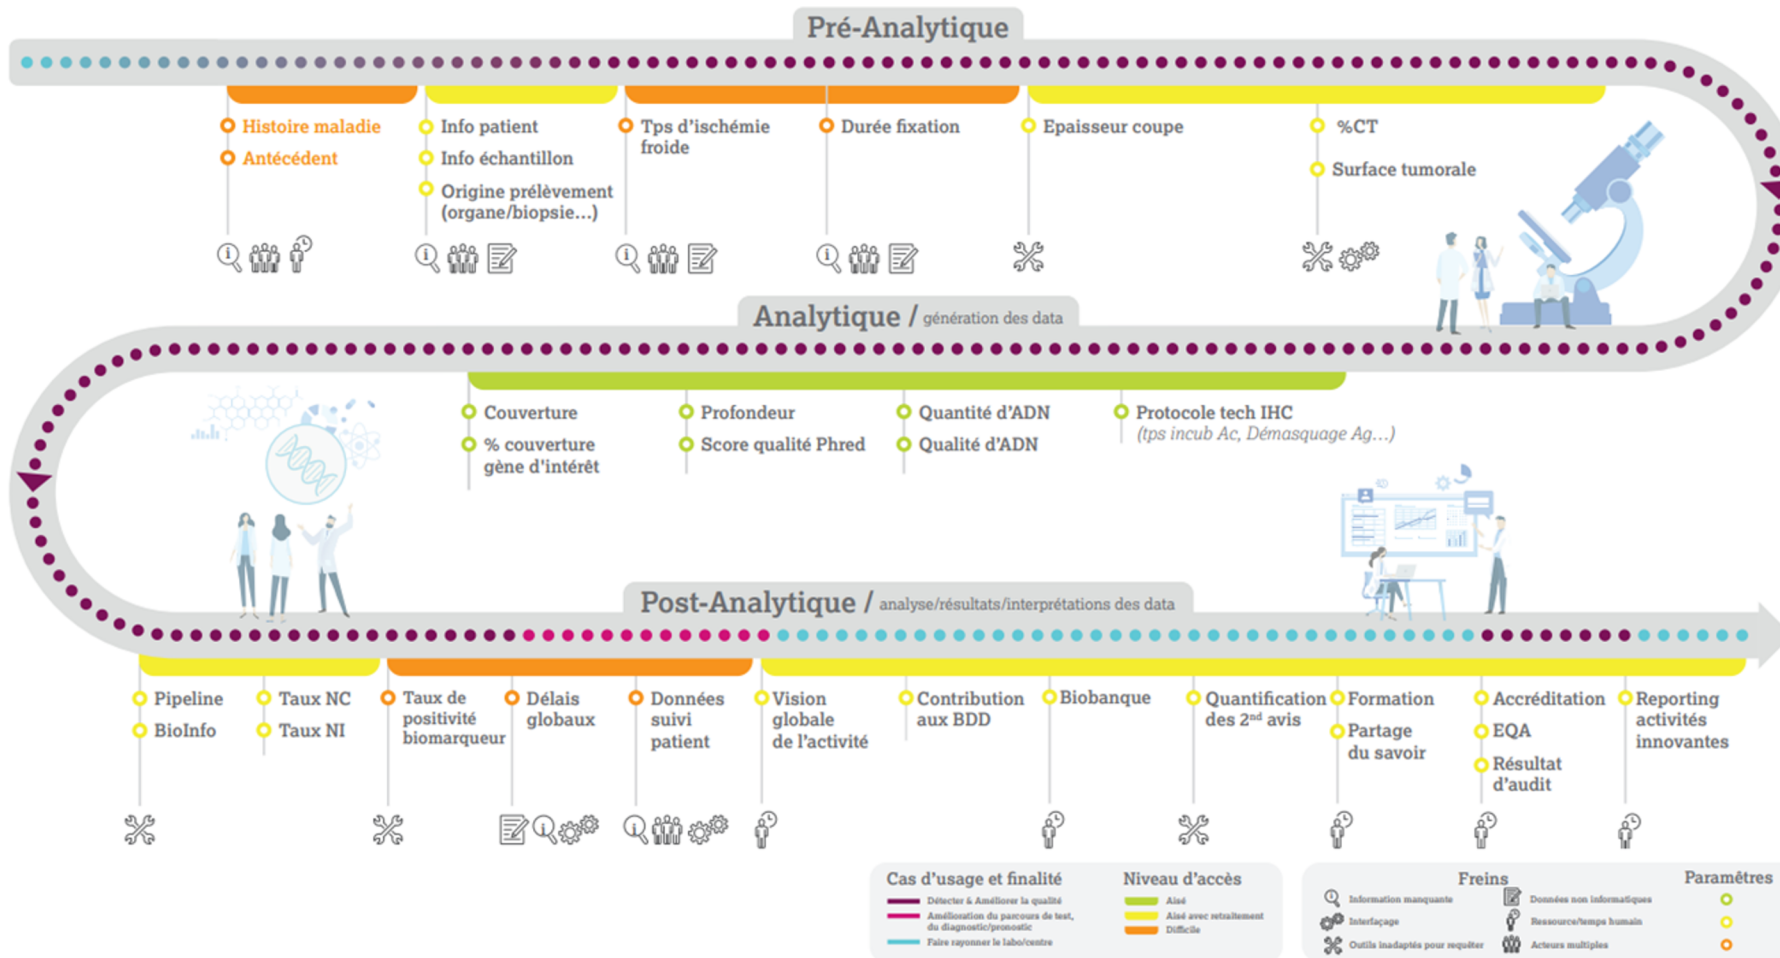 Pré-Analytique
Histoire maladie
Antécédent
Info patient
Info échantillon
Origine prélèvement
(organe/biopsie...)
Tps d'ischémie
froide
Durée fixation
Epaisseur coupe
%CT
Surface tumorale
Analytique / génération des data
Couverture
% couverture
gène d'intérêt
Profondeur
Score qualité Phred
Quantité d'ADN
Qualité d'ADN
Protocole tech IHC
(tps incub Ac, Démasquage Ag...)
Post-Analytique / analyse/résultats/interprétations des data
Pipeline
BioInfo
Taux NC
Taux NI
Taux de
positivité
biomarqueur
Délais
globaux
Données
suivi
patient
Vision
globale
de l'activité
Contribution
aux BDD
Biobanque
Quantification
des 2nd avis
Formation
Partage
du savoir
Accréditation
EQA
Résultat
d'audit
Reporting
activités
innovantes
Cas d'usage et finalité
Détecter & Améliorer la qualité
Amélioration du parcours de test,
du diagnostic/pronostic
Faire rayonner le labo/centre
Niveau d'accès
Aisé
Aisé avec retraitement
Difficile
Freins
Information manquante
Interfaçage
Outils inadaptés pour requêter
Données non informatiques
Ressource/temps humain
Acteurs multiples
Paramètres